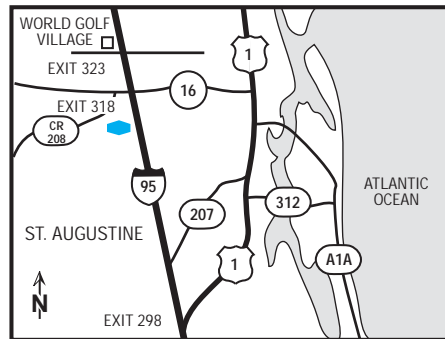 WORLD GOLF
VILLAGE
EXIT 323
1
16
EXIT 318
CR
208
95
207
312
ATLANTIC
OCEAN
ST. AUGUSTINE
1
A1A
N
EXIT 298